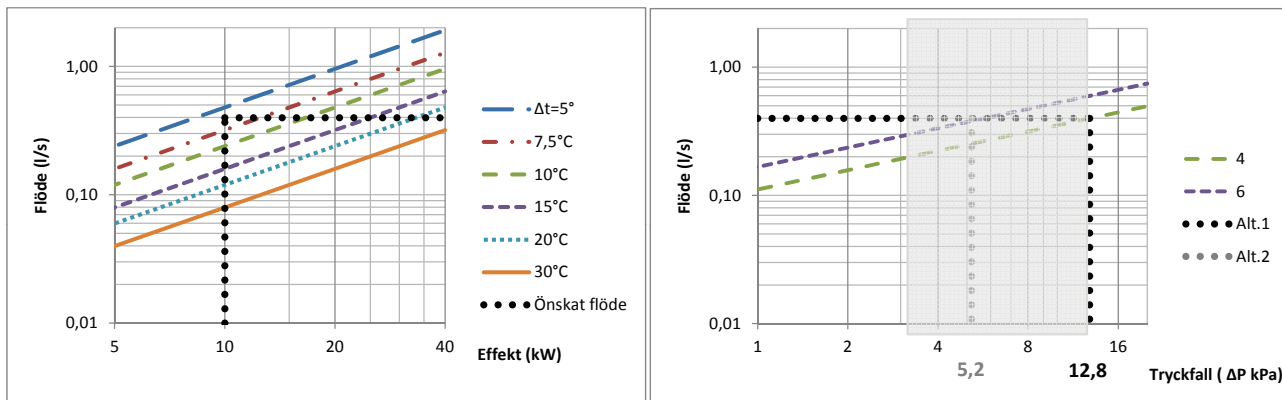 1,00
0,10
0,01
Flöde (l/s)
5
10
20
40
Effekt (kW)
Δt=5°
7,5°C
10°C
15°C
20°C
30°C
Önskat flöde
1,00
0,10
0,01
Flöde (l/s)
1
2
4
8
16
5,2
12,8
Tryckfall ( ΔP kPa)
4
6
Alt.1
Alt.2